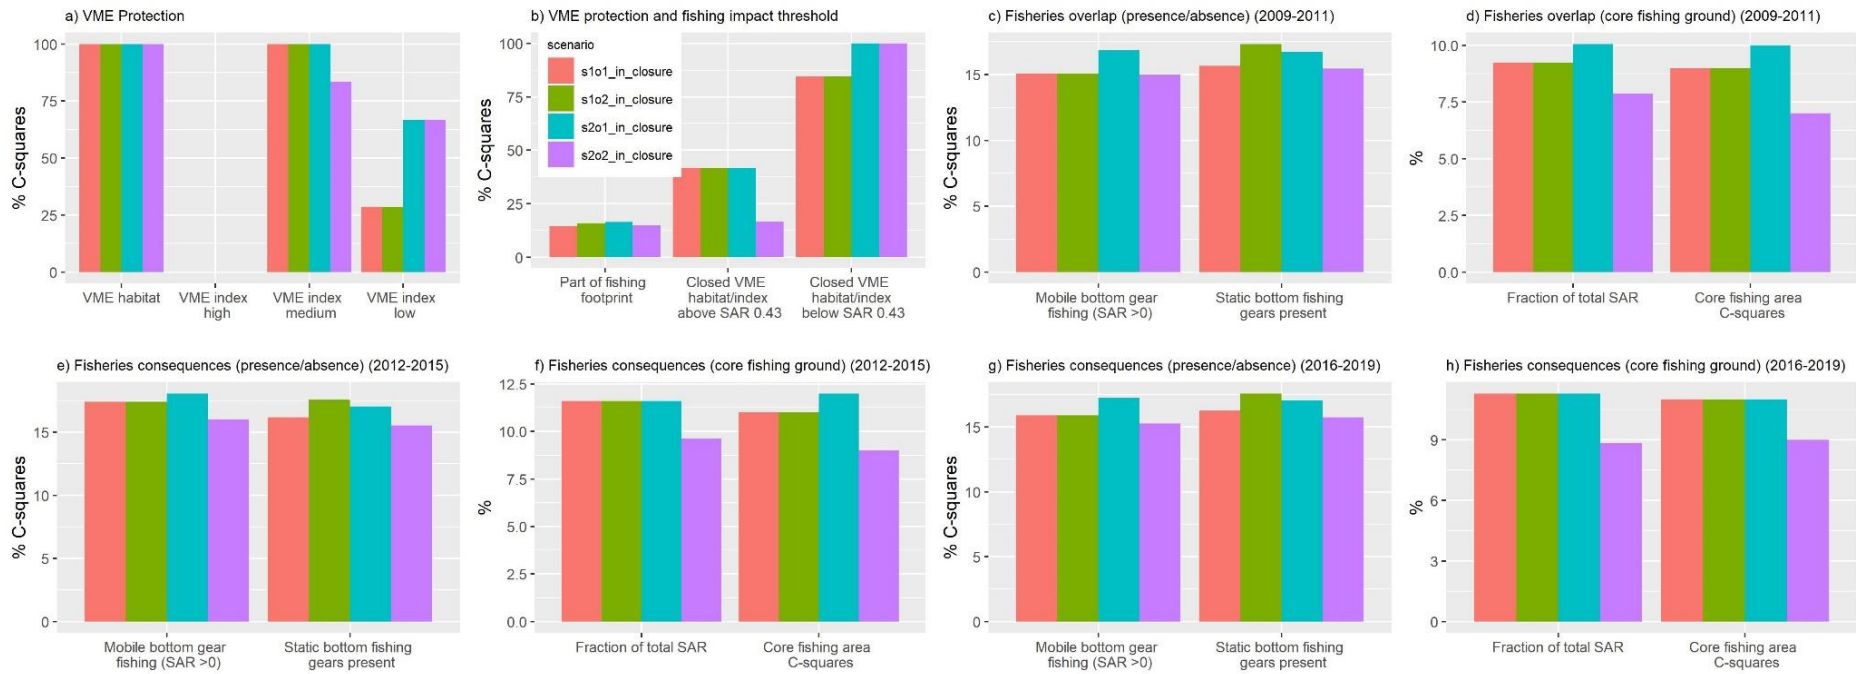 a) VME Protection
% C-squares
100
75
50
25
0
VME habitat
VME index
high
VME index
medium
VME index
low
b) VME protection and fishing impact threshold
% C-squares
100
75
50
25
0
scenario
s1o1_in_closure
s1o2_in_closure
s2o1_in_closure
s2o2_in_closure
Part of fishing
footprint
Closed VME
habitat/index
above SAR 0.43
Closed VME
habitat/index
below SAR 0.43
c) Fisheries overlap (presence/absence) (2009-2011)
% C-squares
15
10
5
0
Mobile bottom gear
fishing (SAR >0)
Static bottom fishing
gears present
d) Fisheries overlap (core fishing ground) (2009-2011)
%
10.0
7.5
5.0
2.5
0.0
Fraction of total SAR
Core fishing area
C-squares
e) Fisheries consequences (presence/absence) (2012-2015)
% C-squares
15
10
5
0
Mobile bottom gear
fishing (SAR >0)
Static bottom fishing
gears present
f) Fisheries consequences (core fishing ground) (2012-2015)
%
12.5
10.0
7.5
5.0
2.5
0.0
Fraction of total SAR
Core fishing area
C-squares
g) Fisheries consequences (presence/absence) (2016-2019)
% C-squares
15
10
5
0
Mobile bottom gear
fishing (SAR >0)
Static bottom fishing
gears present
h) Fisheries consequences (core fishing ground) (2016-2019)
%
9
6
3
0
Fraction of total SAR
Core fishing area
C-squares